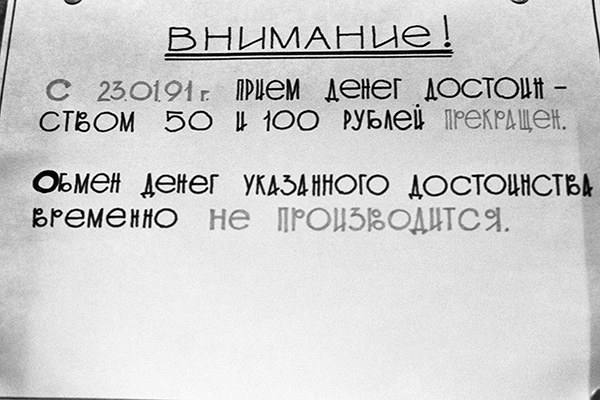 ВНИМАНИЕ!
С 23.01.91 г. ПРИЕМ ДЕНЕГ ДОСТОИН -
СТВОМ 50 И 100 РУБЛЕЙ ПРЕКРАЩЕН.
ОБМЕН ДЕНЕГ УКАЗАННОГО ДОСТОИНСТВА
ВРЕМЕННО НЕ ПРОИЗВОДИТСЯ.